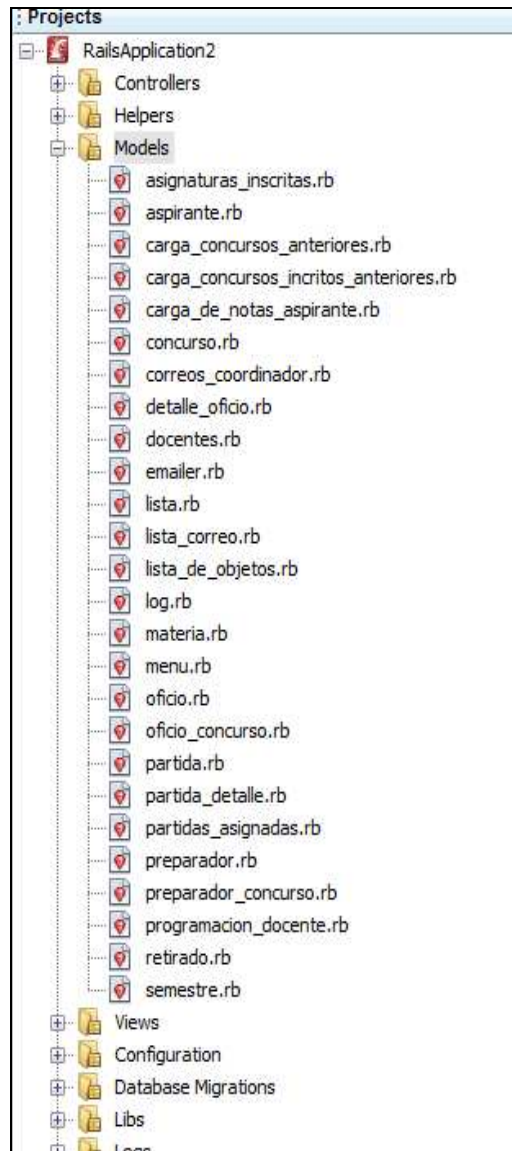 Projects
RailsApplication2
Controllers
Helpers
Models
asignaturas_inscritas.rb
aspirante.rb
carga_concursos_anteriores.rb
carga_concursos_incritos_anteriores.rb
carga_de_notas_aspirante.rb
concurso.rb
correos_coordinador.rb
detalle_oficio.rb
docentes.rb
emailer.rb
lista.rb
lista_correo.rb
lista_de_objetos.rb
log.rb
materia.rb
menu.rb
oficio.rb
oficio_concurso.rb
partida.rb
partida_detalle.rb
partidas_asignadas.rb
preparador.rb
preparador_concurso.rb
programacion_docente.rb
retirado.rb
semestre.rb
Views
Configuration
Database Migrations
Libs
Logs